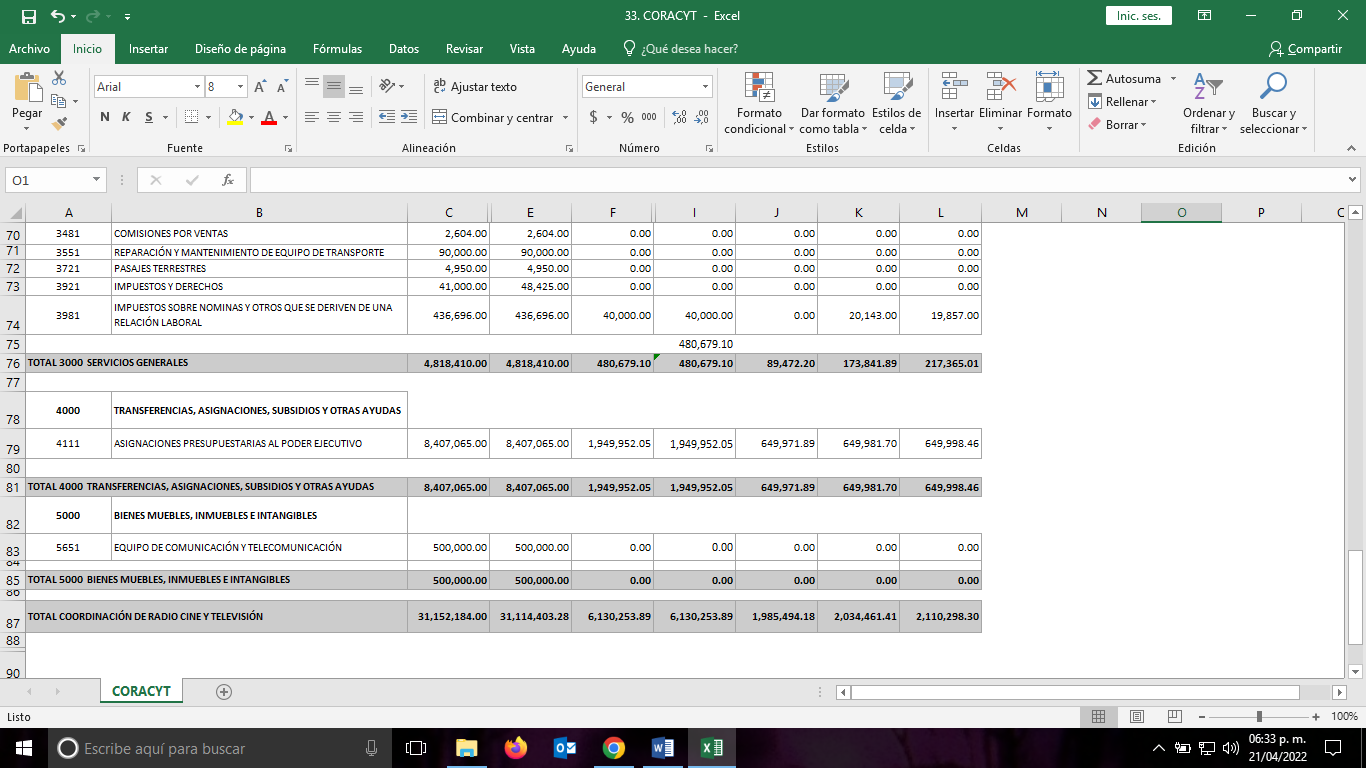 33. CORACYT - Excel
Inic. ses.
Archivo Inicio Insertar Diseño de página Fórmulas Datos Revisar Vista Ayuda ¿Qué desea hacer? Compartir
Pegar
Arial 8
N K S
ab Ajustar texto
Combinar y centrar
General
$ % 000
Formato condicional
Dar formato como tabla
Estilos de celda
Insertar Eliminar Formato
Autosuma
Rellenar
Borrar
Ordenar y filtrar
Buscar y seleccionar
Portapapeles Fuente Alineación Número Estilos Celdas Edición
O1 fx
A B C E F I J K L M N O P
70 3481 COMISIONES POR VENTAS 2,604.00 2,604.00 0.00 0.00 0.00 0.00 0.00
71 3551 REPARACIÓN Y MANTENIMIENTO DE EQUIPO DE TRANSPORTE 90,000.00 90,000.00 0.00 0.00 0.00 0.00 0.00
72 3721 PASAJES TERRESTRES 4,950.00 4,950.00 0.00 0.00 0.00 0.00 0.00
73 3921 IMPUESTOS Y DERECHOS 41,000.00 48,425.00 0.00 0.00 0.00 0.00 0.00
74 3981 IMPUESTOS SOBRE NOMINAS Y OTROS QUE SE DERIVEN DE UNA
RELACIÓN LABORAL 436,696.00 436,696.00 40,000.00 40,000.00 0.00 20,143.00 19,857.00
75 480,679.10
76 TOTAL 3000 SERVICIOS GENERALES 4,818,410.00 4,818,410.00 480,679.10 480,679.10 89,472.20 173,841.89 217,365.01
77
78 4000 TRANSFERENCIAS, ASIGNACIONES, SUBSIDIOS Y OTRAS AYUDAS
79 4111 ASIGNACIONES PRESUPUESTARIAS AL PODER EJECUTIVO 8,407,065.00 8,407,065.00 1,949,952.05 1,949,952.05 649,971.89 649,981.70 649,998.46
80
81 TOTAL 4000 TRANSFERENCIAS, ASIGNACIONES, SUBSIDIOS Y OTRAS AYUDAS 8,407,065.00 8,407,065.00 1,949,952.05 1,949,952.05 649,971.89 649,981.70 649,998.46
82 5000 BIENES MUEBLES, INMUEBLES E INTANGIBLES
83 5651 EQUIPO DE COMUNICACIÓN Y TELECOMUNICACIÓN 500,000.00 500,000.00 0.00 0.00 0.00 0.00 0.00
84
85 TOTAL 5000 BIENES MUEBLES, INMUEBLES E INTANGIBLES 500,000.00 500,000.00 0.00 0.00 0.00 0.00 0.00
86
87 TOTAL COORDINACIÓN DE RADIO CINE Y TELEVISIÓN 31,152,184.00 31,114,403.28 6,130,253.89 6,130,253.89 1,985,494.18 2,034,461.41 2,110,298.30
88
90
CORACYT
Listo 100%
Escribe aquí para buscar
06:33 p. m.
21/04/2022